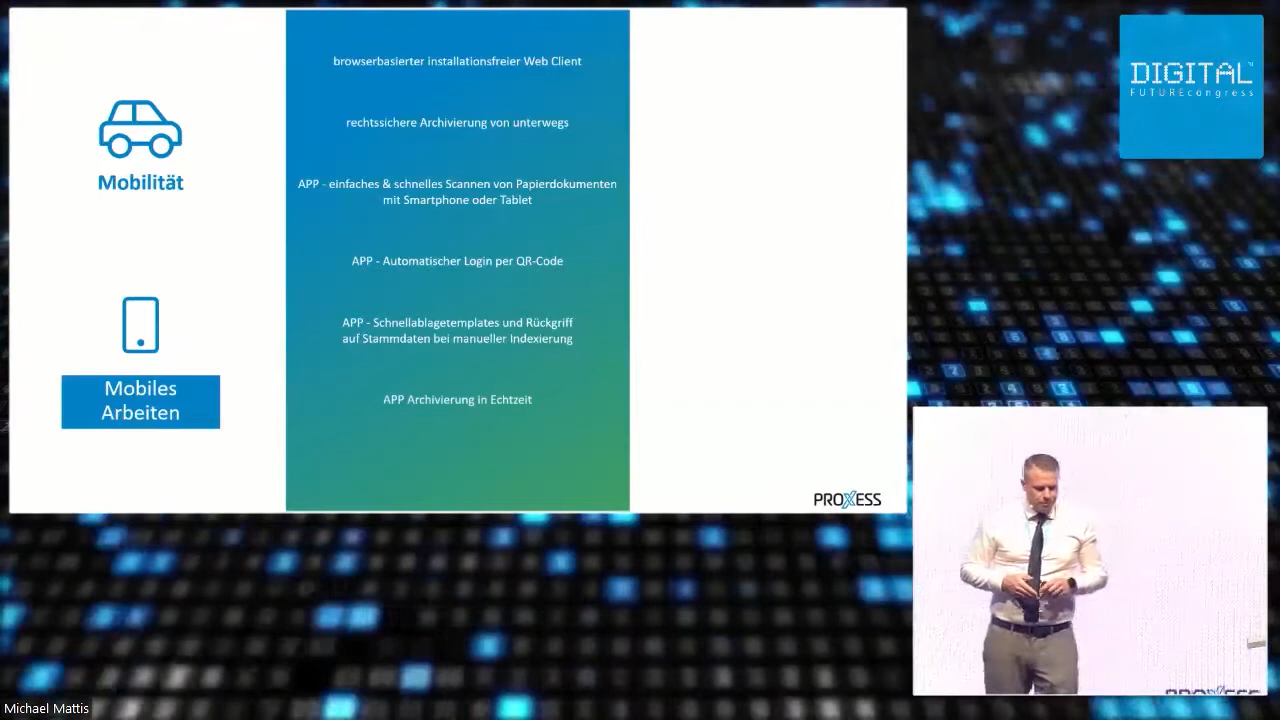 Mobilität
Mobiles
Arbeiten
browserbasierter installationsfreier Web Client
rechtssichere Archivierung von unterwegs
APP - einfaches & schnelles Scannen von Papierdokumenten
mit Smartphone oder Tablet
APP - Automatischer Login per QR-Code
APP - Schnellablagetemplates und Rückgriff
auf Stammdaten bei manueller Indexierung
APP Archivierung in Echtzeit
PROXESS
DIGITAL
FUTUREcongress
Michael Mattis